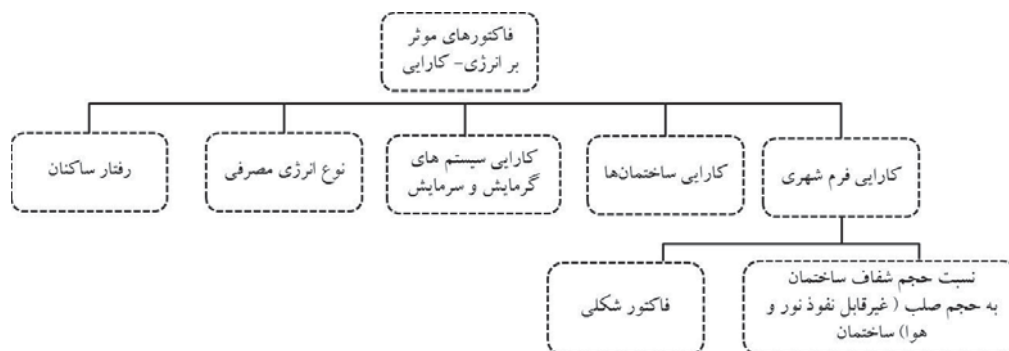 فاکتورهای موثر
بر انرژی- کارایی
کارایی فرم شهری
کارایی ساختمان‌ها
کارایی سیستم های
گرمایش و سرمایش
نوع انرژی مصرفی
رفتار ساکنان
نسبت حجم شفاف ساختمان
به حجم صلب ( غیرقابل نفوذ نور و
هوا) ساختمان
فاکتور شکلی